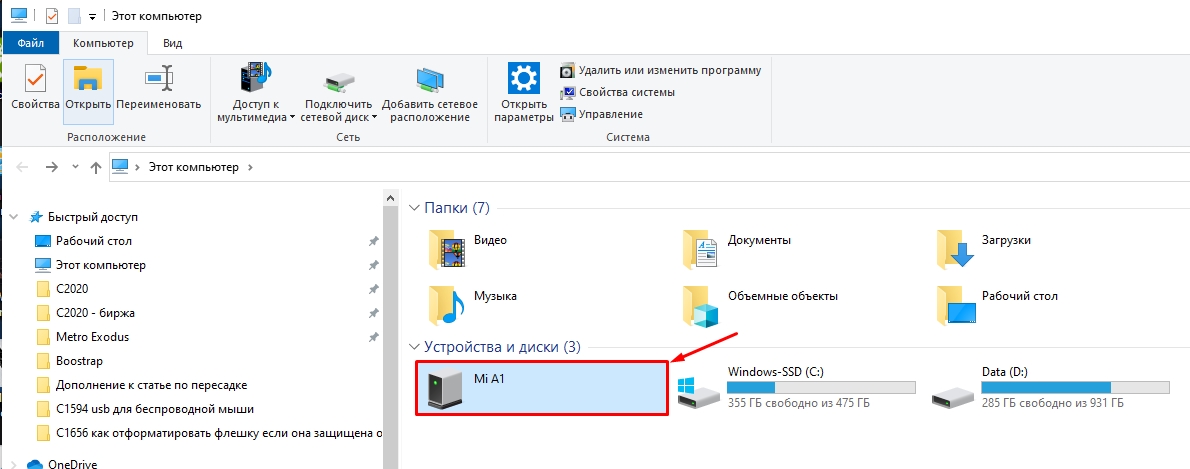 Этот компьютер
Файл Компьютер Вид
Свойства Открыть Переименовать
Доступ к мультимедиа
Подключить сетевой диск
Добавить сетевое расположение
Открыть параметры
Удалить или изменить программу
Свойства системы
Управление
Расположение Сеть Система
Этот компьютер
Быстрый доступ
Рабочий стол
Этот компьютер
C2020
C2020 - биржа
Metro Exodus
Boostrap
Дополнение к статье по пересадке
C1594 usb для беспроводной мыши
C1656 как отформатировать флешку если она защищена о
OneDrive
Папки (7)
Видео Документы Загрузки
Музыка Объемные объекты Рабочий стол
Устройства и диски (3)
Mi A1
Windows-SSD (C:)
355 ГБ свободно из 475 ГБ
Data (D:)
285 ГБ свободно из 931 ГБ